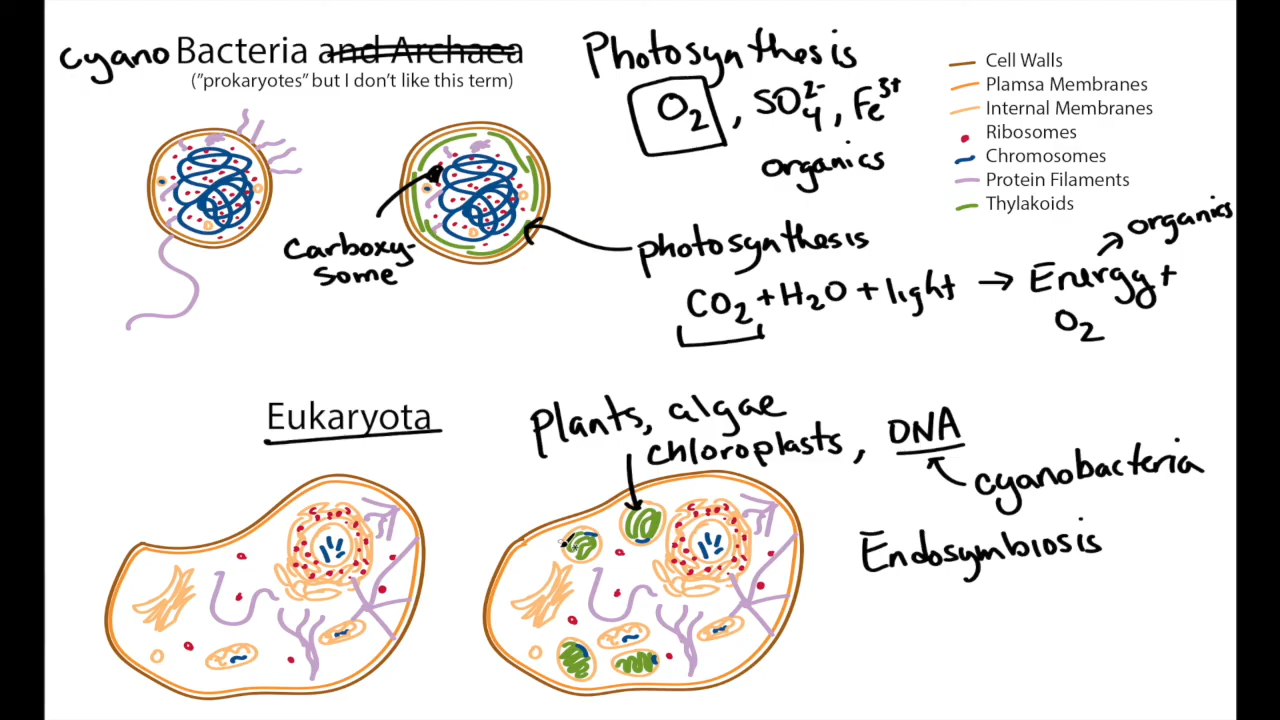 cyano Bacteria and Archaea
("prokaryotes" but I don't like this term)
Photosynthesis
O2, SO4 2-, Fe3+
organics
Cell Walls
Plamsa Membranes
Internal Membranes
Ribosomes
Chromosomes
Protein Filaments
Thylakoids
Carboxy-
some
photosynthesis
organics
CO2 + H2O + light → Energy +
O2
Eukaryota
plants, algae
chloroplasts, DNA
cyanobacteria
Endosymbiosis